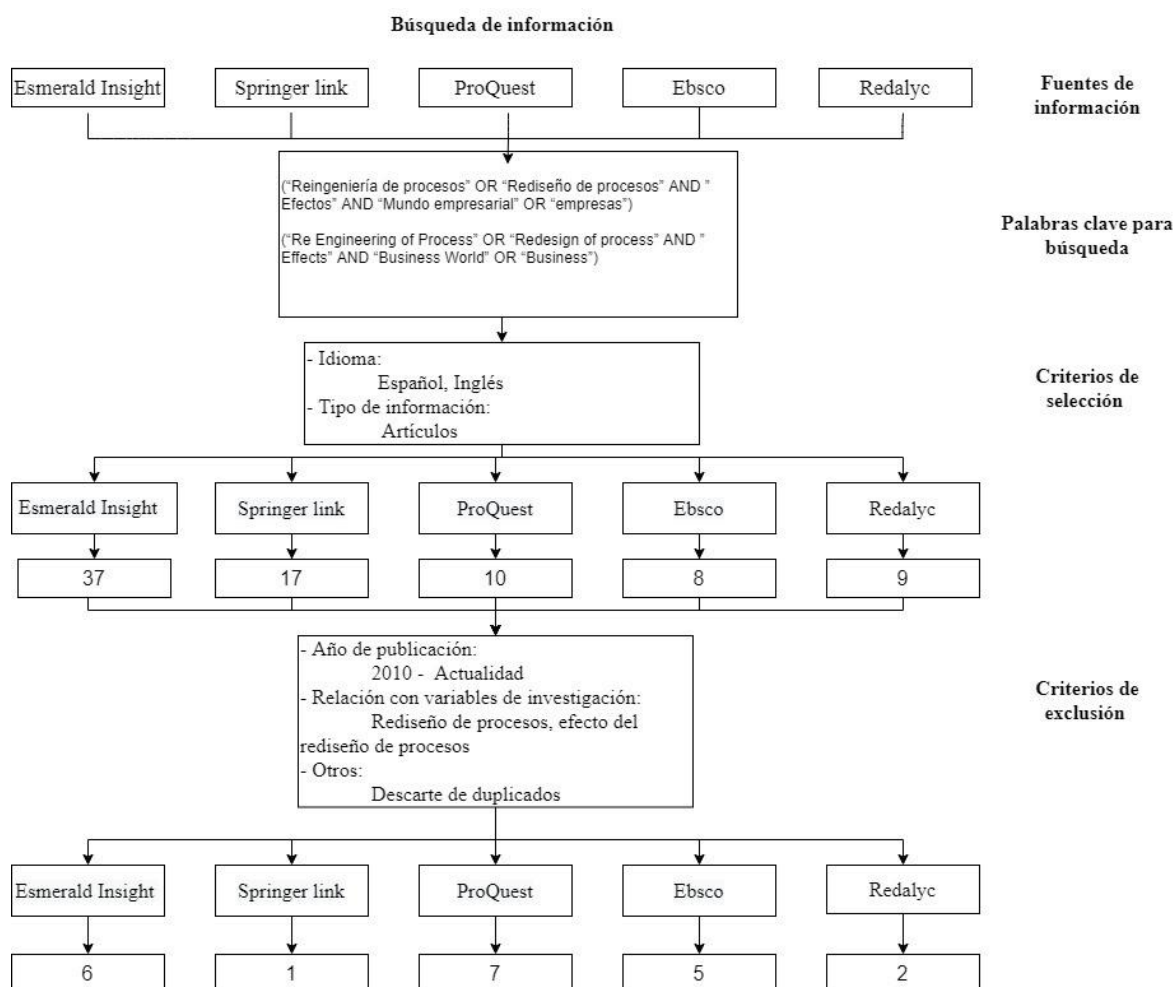 Búsqueda de información
Esmerald Insight
Springer link
ProQuest
Ebsco
Redalyc
Fuentes de
información
(“Reingeniería de procesos” OR “Rediseño de procesos” AND ”
Efectos” AND “Mundo empresarial” OR “empresas”)
(“Re Engineering of Process” OR “Redesign of process” AND ”
Effects” AND “Business World” OR “Business”)
Palabras clave para
búsqueda
- Idioma:
Español, Inglés
- Tipo de información:
Artículos
Criterios de
selección
Esmerald Insight
Springer link
ProQuest
Ebsco
Redalyc
37
17
10
8
9
- Año de publicación:
2010 - Actualidad
- Relación con variables de investigación:
Rediseño de procesos, efecto del
rediseño de procesos
- Otros:
Descarte de duplicados
Criterios de
exclusión
Esmerald Insight
Springer link
ProQuest
Ebsco
Redalyc
6
1
7
5
2